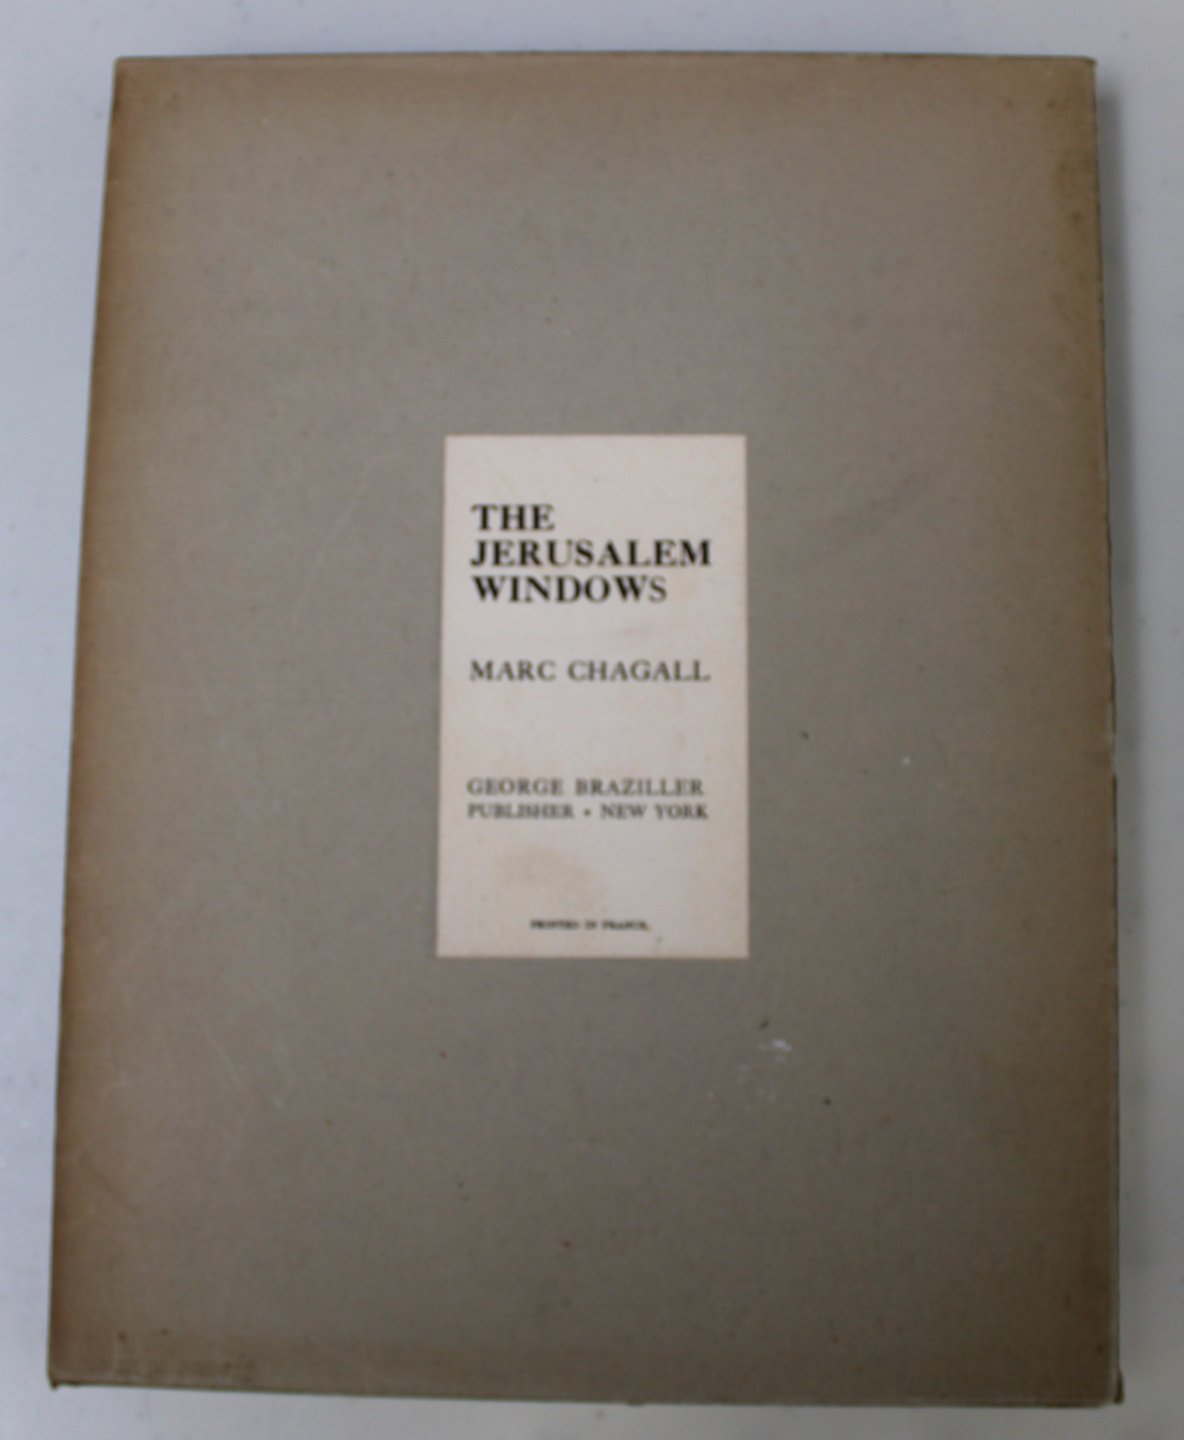 THE
JERUSALEM
WINDOWS
MARC CHAGALL
GEORGE BRAZILLER
PUBLISHER • NEW YORK
PRINTED IN FRANCE.